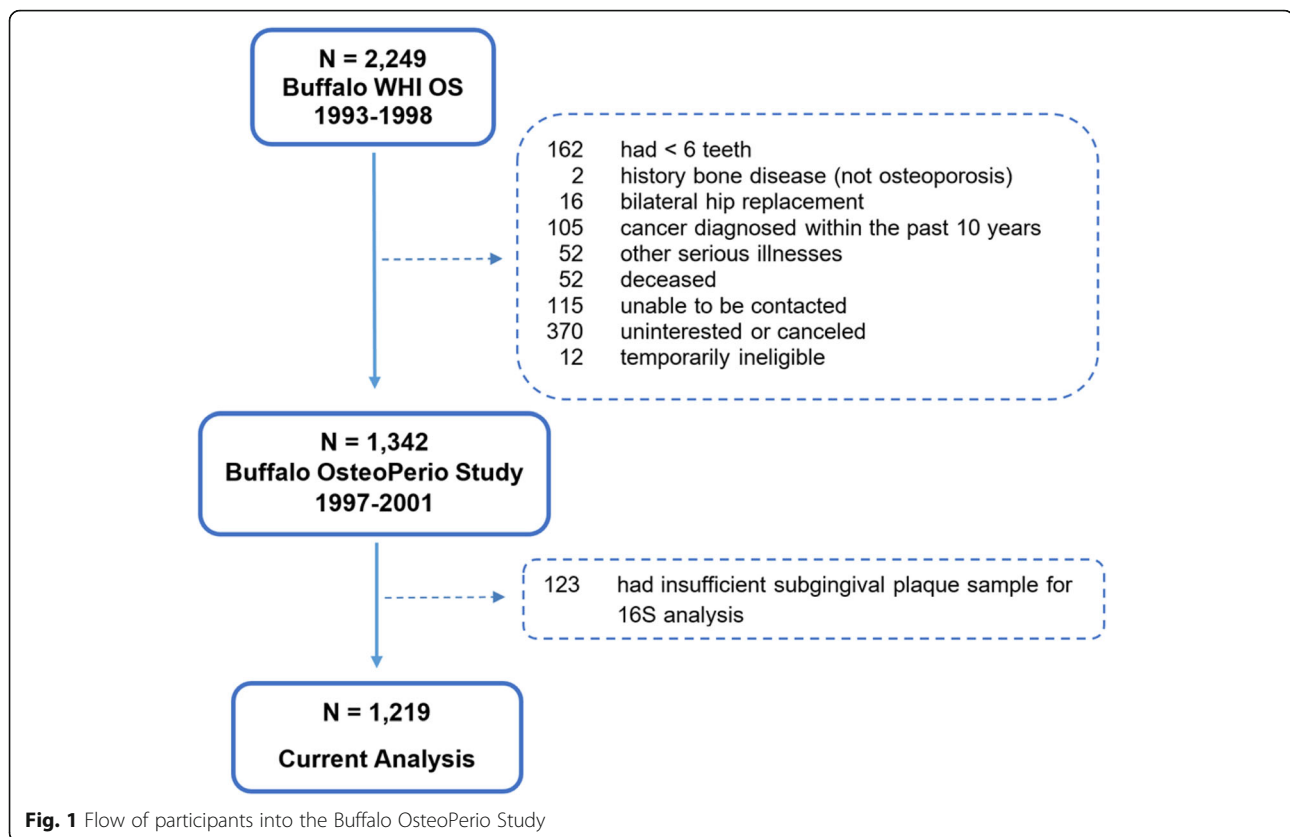 N = 2,249
Buffalo WHI OS
1993-1998
162 had < 6 teeth
2 history bone disease (not osteoporosis)
16 bilateral hip replacement
105 cancer diagnosed within the past 10 years
52 other serious illnesses
52 deceased
115 unable to be contacted
370 uninterested or canceled
12 temporarily ineligible
N = 1,342
Buffalo OsteoPerio Study
1997-2001
123 had insufficient subgingival plaque sample for
16S analysis
N = 1,219
Current Analysis
Fig. 1 Flow of participants into the Buffalo OsteoPerio Study